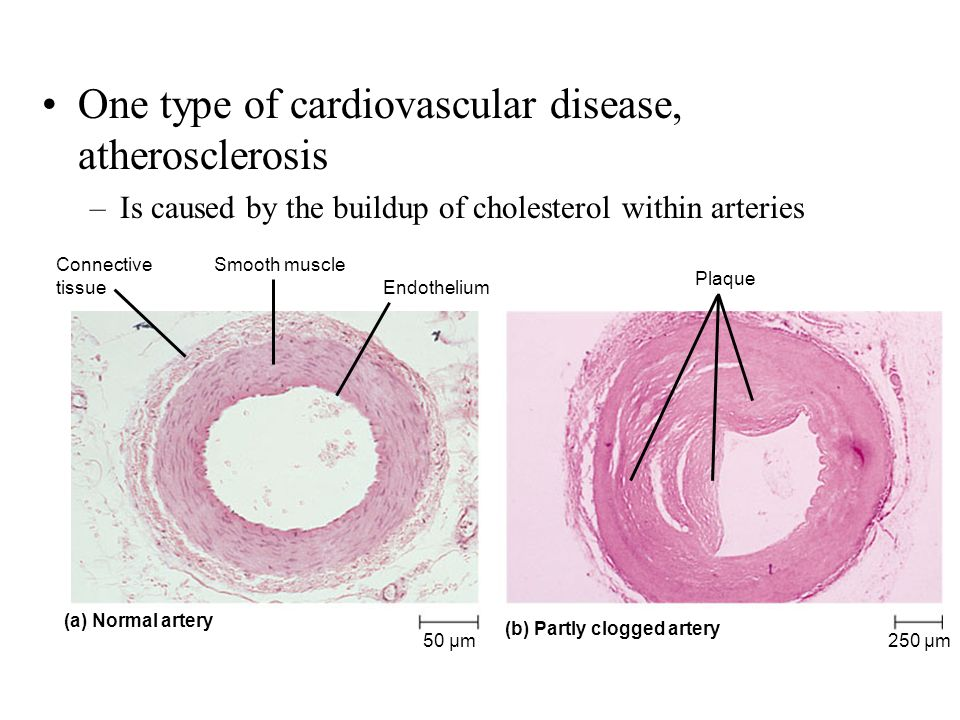 • One type of cardiovascular disease,
atherosclerosis
– Is caused by the buildup of cholesterol within arteries
Connective
tissue
Smooth muscle
Endothelium
Plaque
(a) Normal artery
50 µm
(b) Partly clogged artery
250 µm